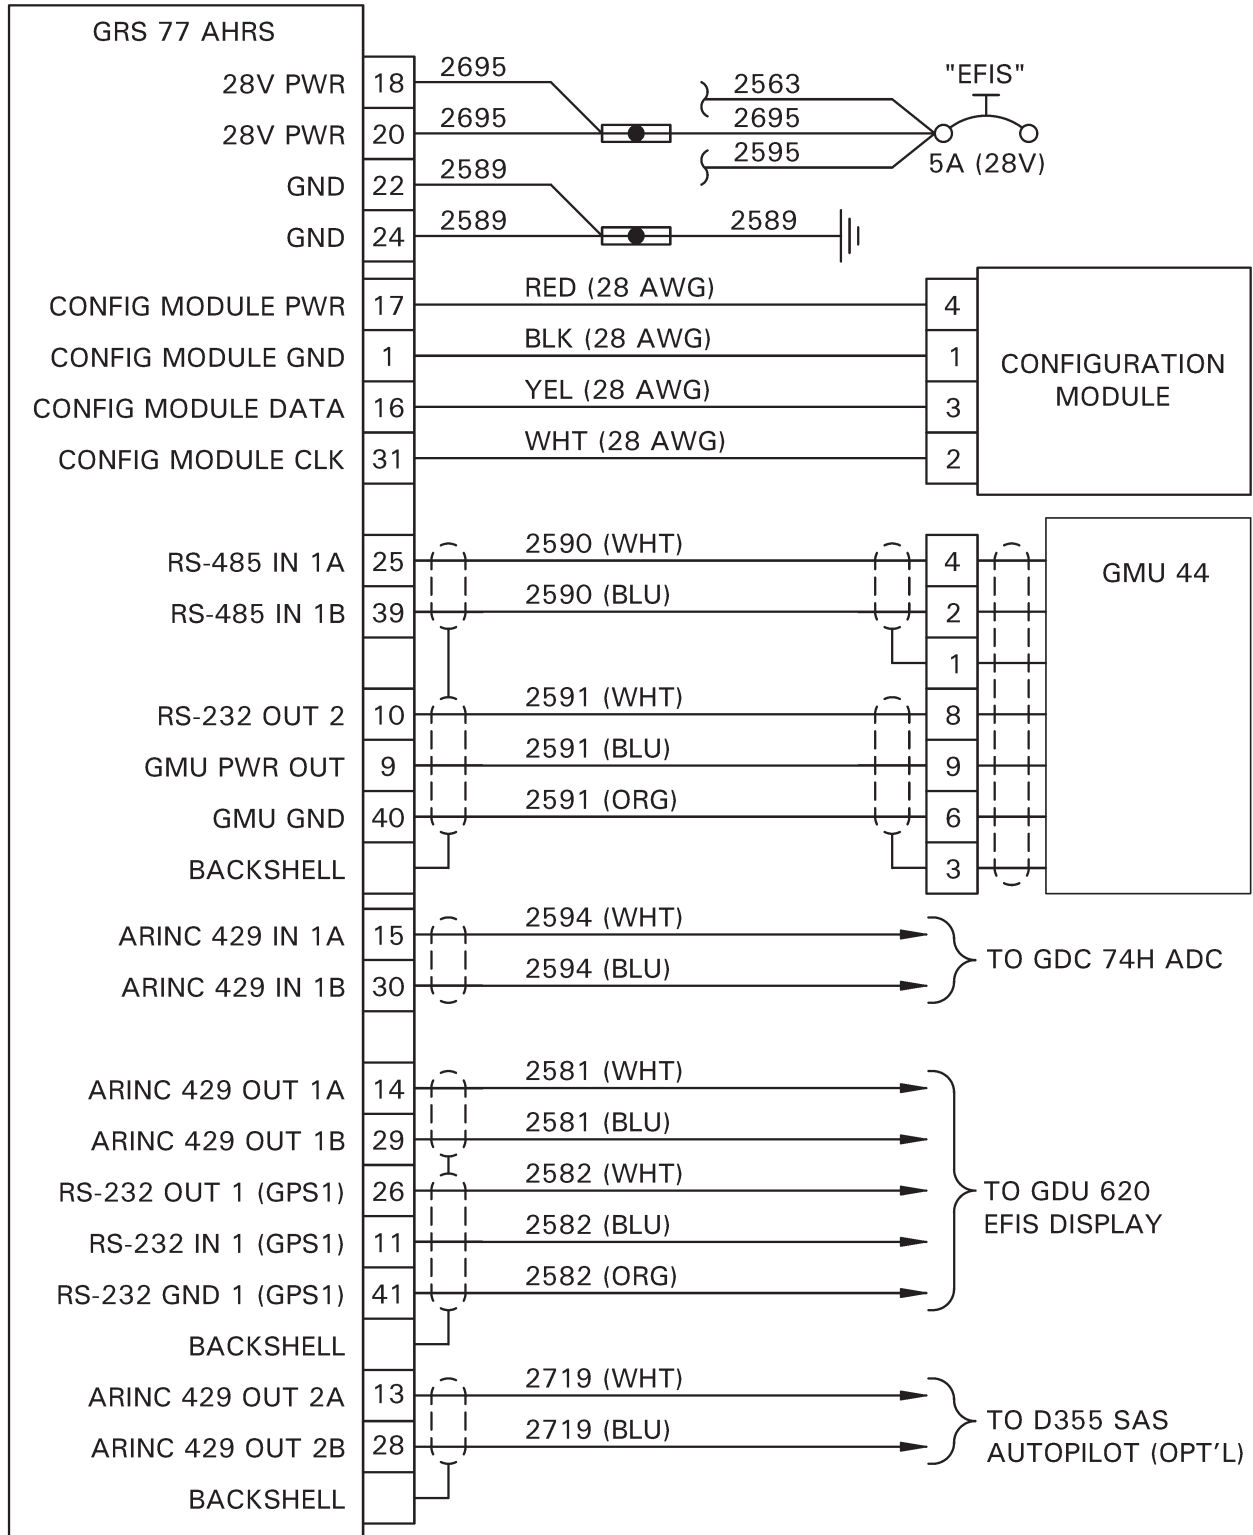 GRS 77 AHRS
28V PWR 18 2695 2563 "EFIS"
28V PWR 20 2695 2695
2595 5A (28V)
GND 22 2589
GND 24 2589 2589
CONFIG MODULE PWR 17 RED (28 AWG) 4
CONFIG MODULE GND 1 BLK (28 AWG) 1
CONFIG MODULE DATA 16 YEL (28 AWG) 3
CONFIG MODULE CLK 31 WHT (28 AWG) 2
CONFIGURATION
MODULE
RS-485 IN 1A 25 2590 (WHT) 4
RS-485 IN 1B 39 2590 (BLU) 2
1
GMU 44
RS-232 OUT 2 10 2591 (WHT) 8
GMU PWR OUT 9 2591 (BLU) 9
GMU GND 40 2591 (ORG) 6
BACKSHELL 3
ARINC 429 IN 1A 15 2594 (WHT)
ARINC 429 IN 1B 30 2594 (BLU)
TO GDC 74H ADC
ARINC 429 OUT 1A 14 2581 (WHT)
ARINC 429 OUT 1B 29 2581 (BLU)
RS-232 OUT 1 (GPS1) 26 2582 (WHT)
RS-232 IN 1 (GPS1) 11 2582 (BLU)
RS-232 GND 1 (GPS1) 41 2582 (ORG)
TO GDU 620
EFIS DISPLAY
BACKSHELL
ARINC 429 OUT 2A 13 2719 (WHT)
ARINC 429 OUT 2B 28 2719 (BLU)
TO D355 SAS
AUTOPILOT (OPT'L)
BACKSHELL